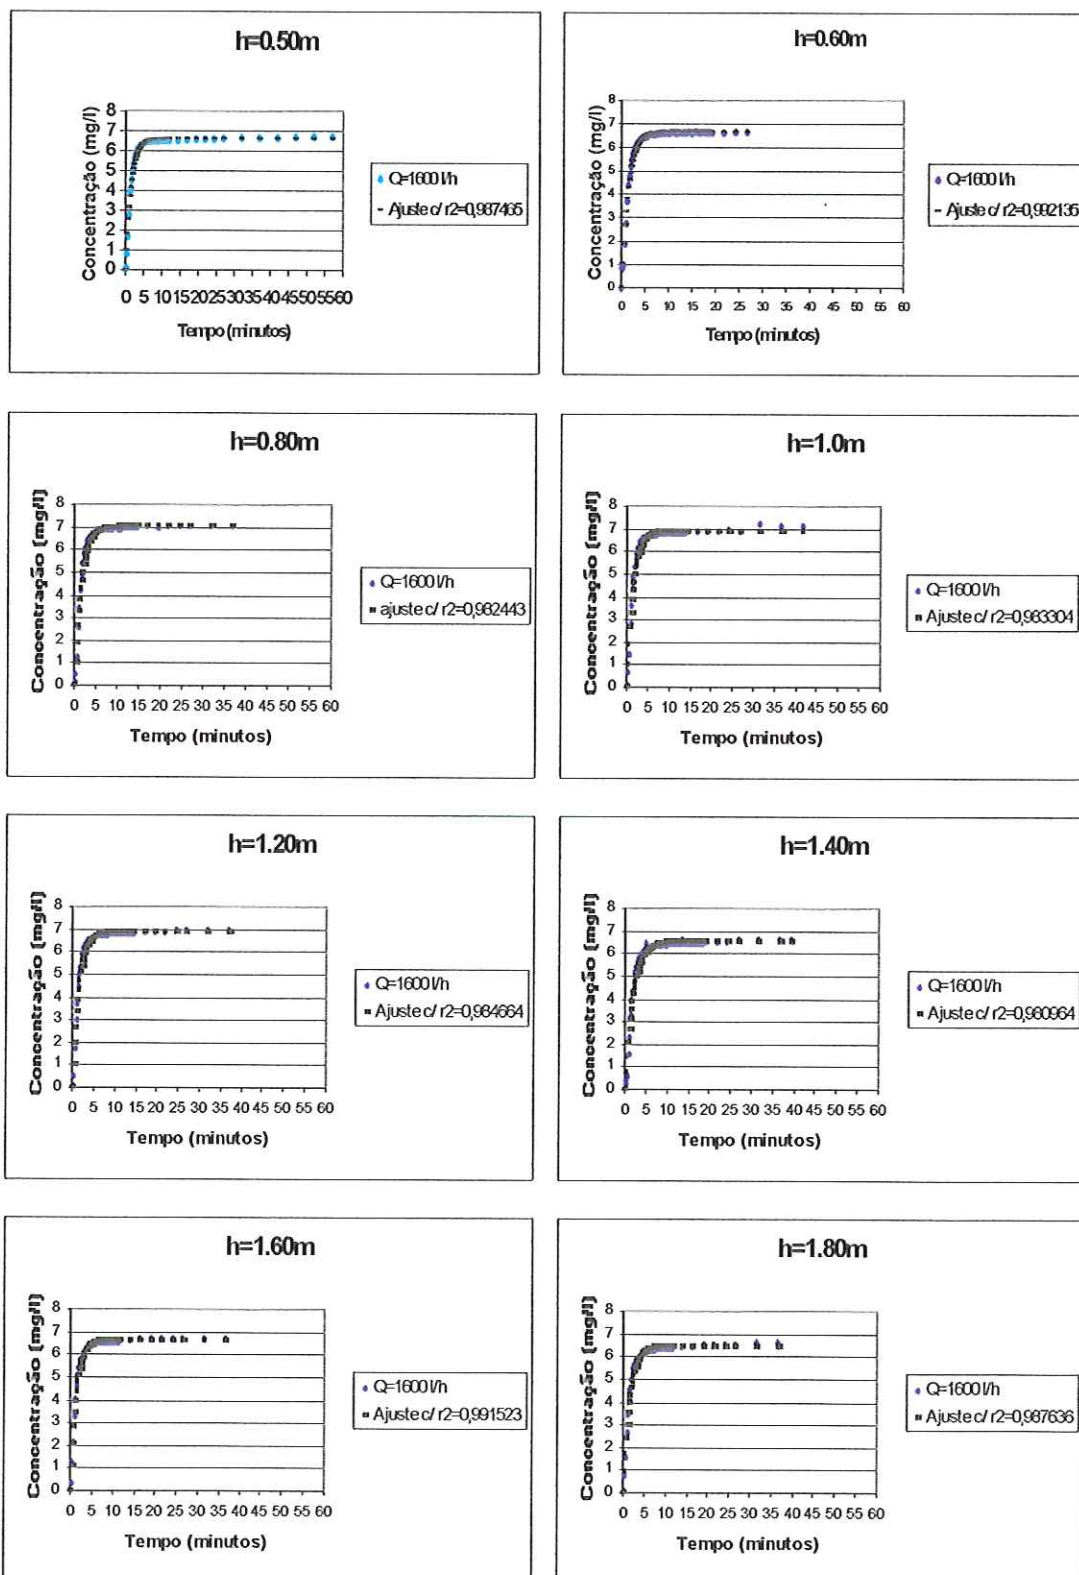 h=0.50m
Concentração (mg/l)
8
7
6
5
4
3
2
1
0
0 5 10 15 20 25 30 35 40 45 50 55 60
Tempo (minutos)
Q=1600 l/h
Ajuste c/ r2=0,987465
h=0.60m
Concentração (mg/l)
8
7
6
5
4
3
2
1
0
0 5 10 15 20 25 30 35 40 45 50 55 60
Tempo (minutos)
Q=1600 l/h
Ajuste c/ r2=0,992135
h=0.80m
Concentração (mg/l)
8
7
6
5
4
3
2
1
0
0 5 10 15 20 25 30 35 40 45 50 55 60
Tempo (minutos)
Q=1600 l/h
ajuste c/ r2=0,982443
h=1.0m
Concentração (mg/l)
8
7
6
5
4
3
2
1
0
0 5 10 15 20 25 30 35 40 45 50 55 60
Tempo (minutos)
Q=1600 l/h
Ajuste c/ r2=0,983304
h=1.20m
Concentração (mg/l)
8
7
6
5
4
3
2
1
0
0 5 10 15 20 25 30 35 40 45 50 55 60
Tempo (minutos)
Q=1600 l/h
Ajuste c/ r2=0,984664
h=1.40m
Concentração (mg/l)
8
7
6
5
4
3
2
1
0
0 5 10 15 20 25 30 35 40 45 50 55 60
Tempo (minutos)
Q=1600 l/h
Ajuste c/ r2=0,980964
h=1.60m
Concentração (mg/l)
8
7
6
5
4
3
2
1
0
0 5 10 15 20 25 30 35 40 45 50 55 60
Tempo (minutos)
Q=1600 l/h
Ajuste c/ r2=0,991523
h=1.80m
Concentração (mg/l)
8
7
6
5
4
3
2
1
0
0 5 10 15 20 25 30 35 40 45 50 55 60
Tempo (minutos)
Q=1600 l/h
Ajuste c/ r2=0,987636